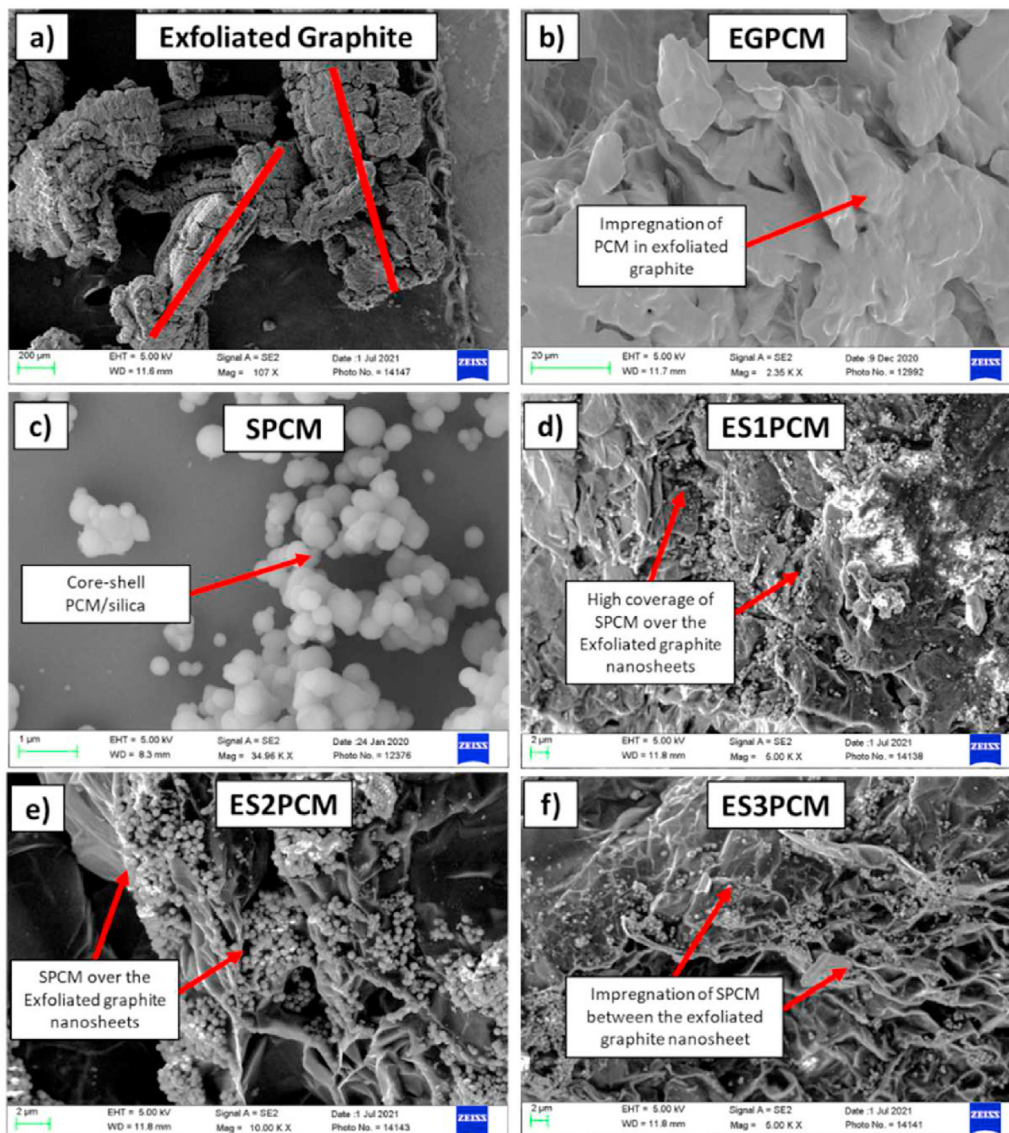 a)
Exfoliated Graphite
200 µm
EHT = 5.00 kV
Signal A = SE2
Date :1 Jul 2021
WD = 11.6 mm
Mag = 107 X
Photo No. = 14147
ZEISS
b)
EGPCM
Impregnation of
PCM in exfoliated
graphite
20 µm
EHT = 5.00 kV
Signal A = SE2
Date :9 Dec 2020
WD = 11.7 mm
Mag = 2.35 K X
Photo No. = 12992
ZEISS
c)
SPCM
Core-shell
PCM/silica
1 µm
EHT = 5.00 kV
Signal A = SE2
Date :24 Jan 2020
WD = 8.3 mm
Mag = 34.96 K X
Photo No. = 12376
ZEISS
d)
ES1PCM
High coverage of
SPCM over the
Exfoliated graphite
nanosheets
2 µm
EHT = 5.00 kV
Signal A = SE2
Date :1 Jul 2021
WD = 11.8 mm
Mag = 5.00 K X
Photo No. = 14138
ZEISS
e)
ES2PCM
SPCM over the
Exfoliated graphite
nanosheets
2 µm
EHT = 5.00 kV
Signal A = SE2
Date :1 Jul 2021
WD = 11.8 mm
Mag = 10.00 K X
Photo No. = 14143
ZEISS
f)
ES3PCM
Impregnation of SPCM
between the exfoliated
graphite nanosheet
2 µm
EHT = 5.00 kV
Signal A = SE2
Date :1 Jul 2021
WD = 11.8 mm
Mag = 5.00 K X
Photo No. = 14141
ZEISS